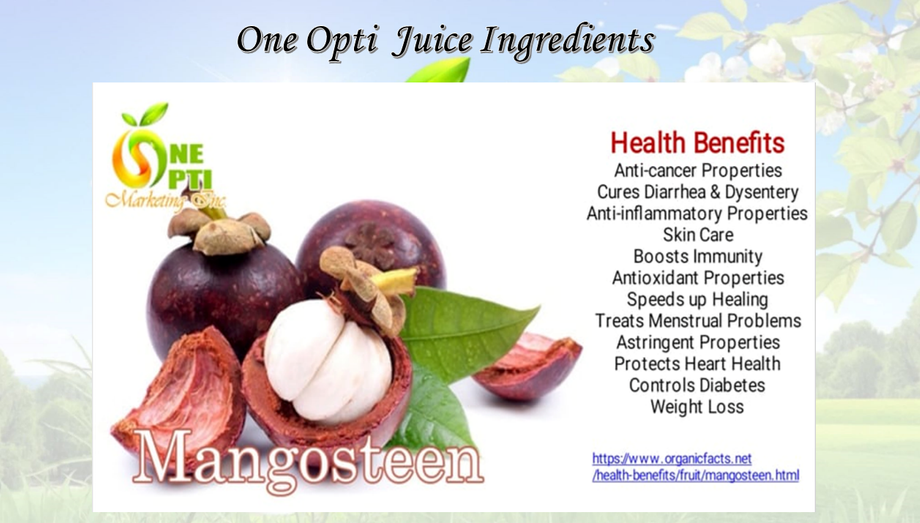 One Opti Juice Ingredients
ONE
OPTI
Marketing Inc.
Health Benefits
Anti-cancer Properties
Cures Diarrhea & Dysentery
Anti-inflammatory Properties
Skin Care
Boosts Immunity
Antioxidant Properties
Speeds up Healing
Treats Menstrual Problems
Astringent Properties
Protects Heart Health
Controls Diabetes
Weight Loss
Mangosteen
https://www.organicfacts.net
/health-benefits/fruit/mangosteen.html